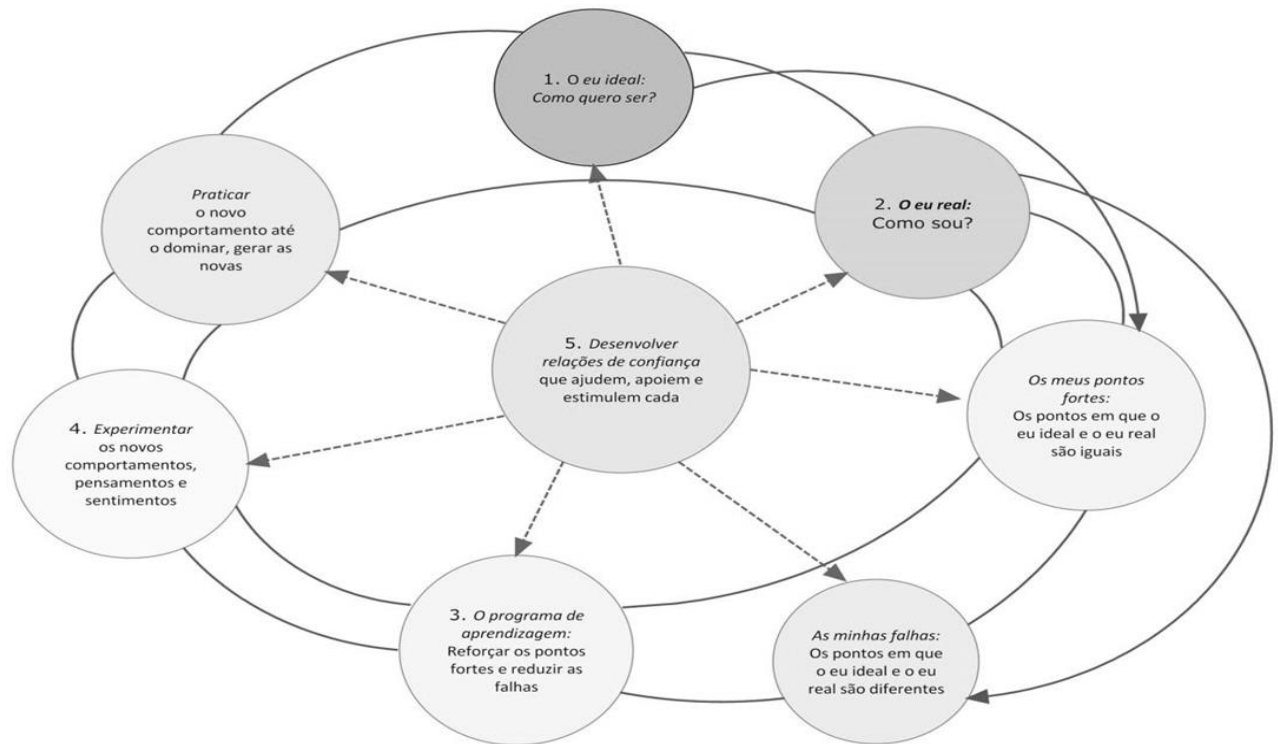 1. O eu ideal:
Como quero ser?
2. O eu real:
Como sou?
Os meus pontos
fortes:
Os pontos em que o
eu ideal e o eu real
são iguais
As minhas falhas:
Os pontos em que
o eu ideal e o eu
real são diferentes
3. O programa de
aprendizagem:
Reforçar os pontos
fortes e reduzir as
falhas
4. Experimentar
os novos
comportamentos,
pensamentos e
sentimentos
Praticar
o novo
comportamento até
o dominar, gerar as
novas
5. Desenvolver
relações de confiança
que ajudem, apoiem e
estimulem cada